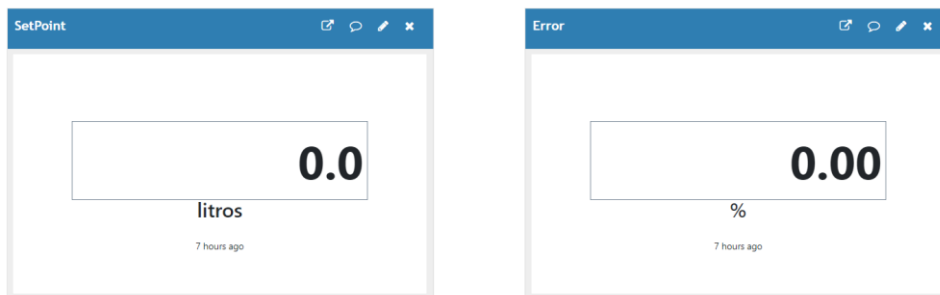 SetPoint
0.0
litros
7 hours ago
Error
0.00
%
7 hours ago